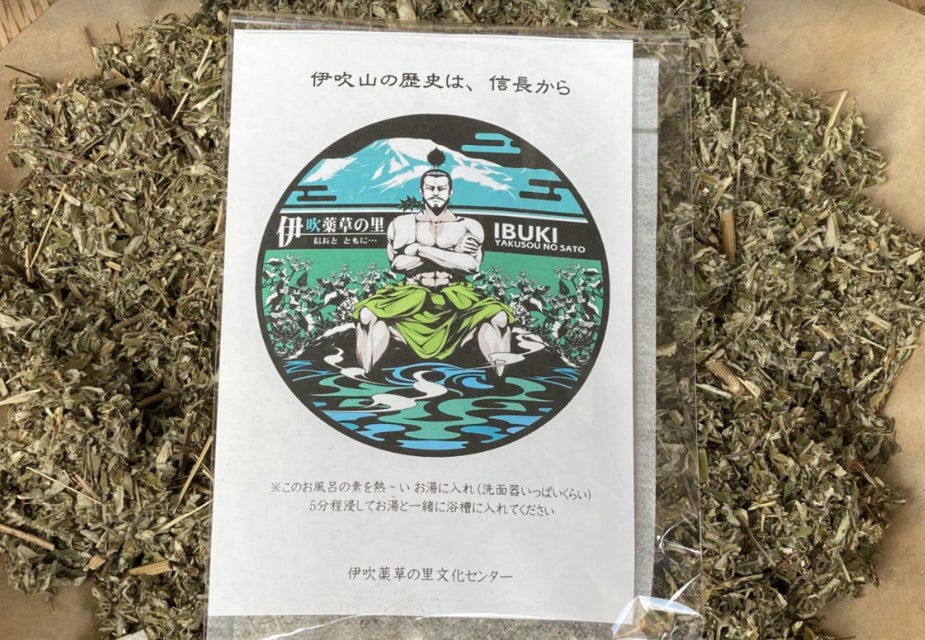 伊吹山の歴史は、信長から
伊吹薬草の里
信長と ともに…
IBUKI
YAKUSOU NO SATO
※このお風呂の素を熱~い お湯に入れ(洗面器いっぱいくらい)
5分程浸してお湯と一緒に浴槽に入れてください
伊吹薬草の里文化センター